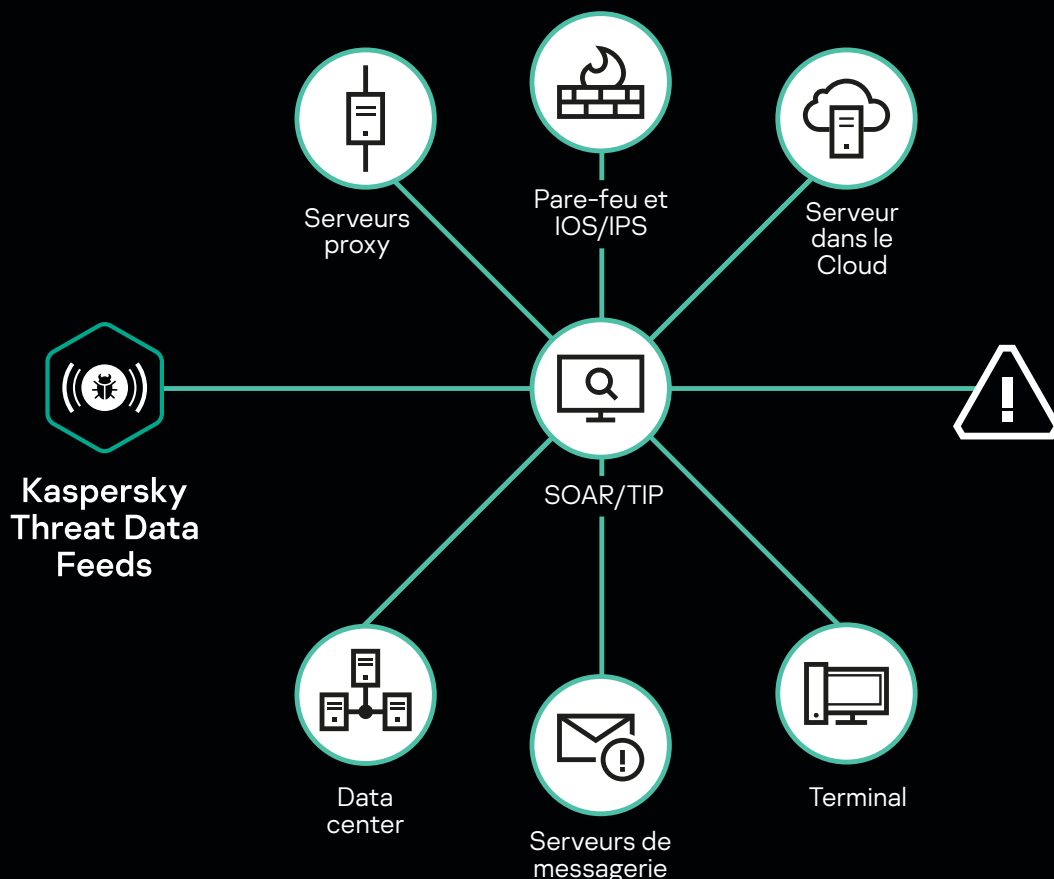 Serveurs
proxy
Pare-feu et
IOS/IPS
Serveur
dans le
Cloud
Kaspersky
Threat Data
Feeds
SOAR/TIP
Data
center
Serveurs de
messagerie
Terminal